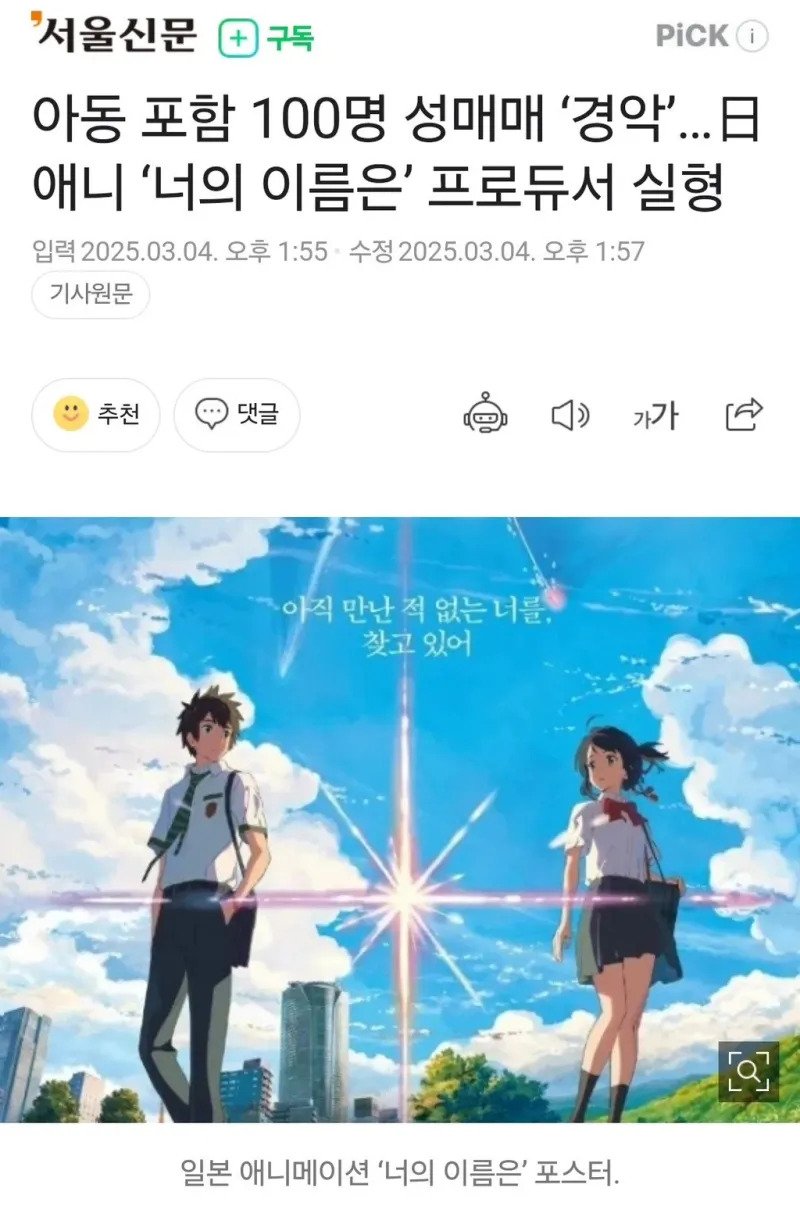 서울신문 구독 PiCK
아동 포함 100명 성매매 ‘경악’…日
애니 ‘너의 이름은’ 프로듀서 실형
입력 2025.03.04. 오후 1:55 · 수정 2025.03.04. 오후 1:57
기사원문
추천 댓글 가가
아직 만난 적 없는 너를,
찾고 있어
일본 애니메이션 ‘너의 이름은’ 포스터.